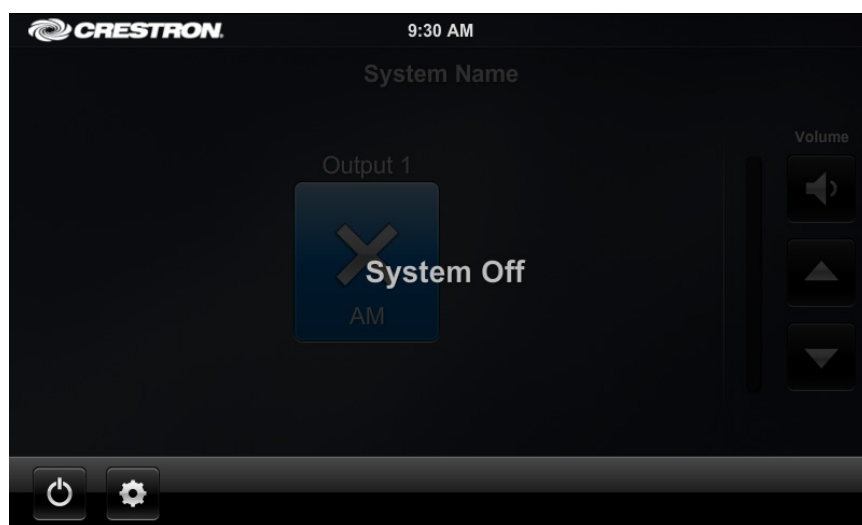 CRESTRON.
9:30 AM
System Name
Volume
Output 1
System Off
AM